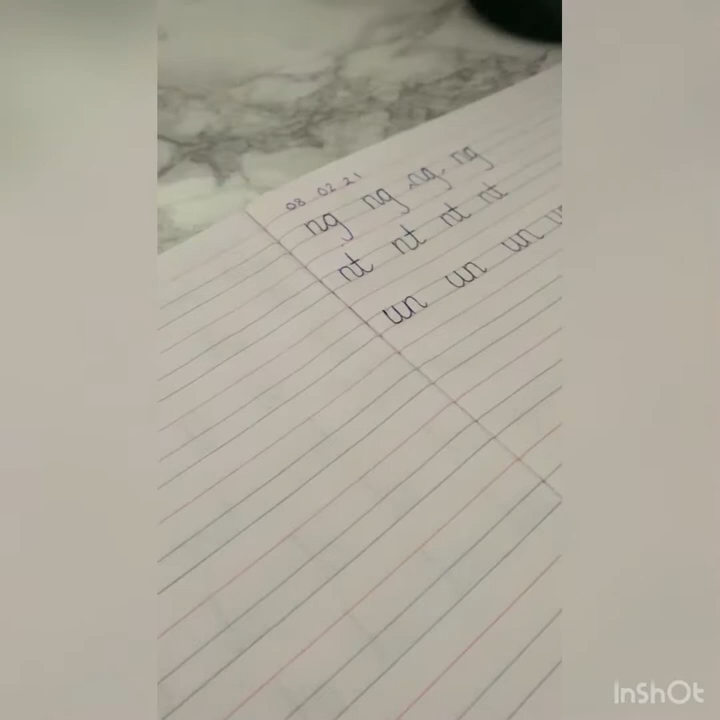 08 02 21
ng ng ng ng
nt nt nt nt
un un un
InShOt